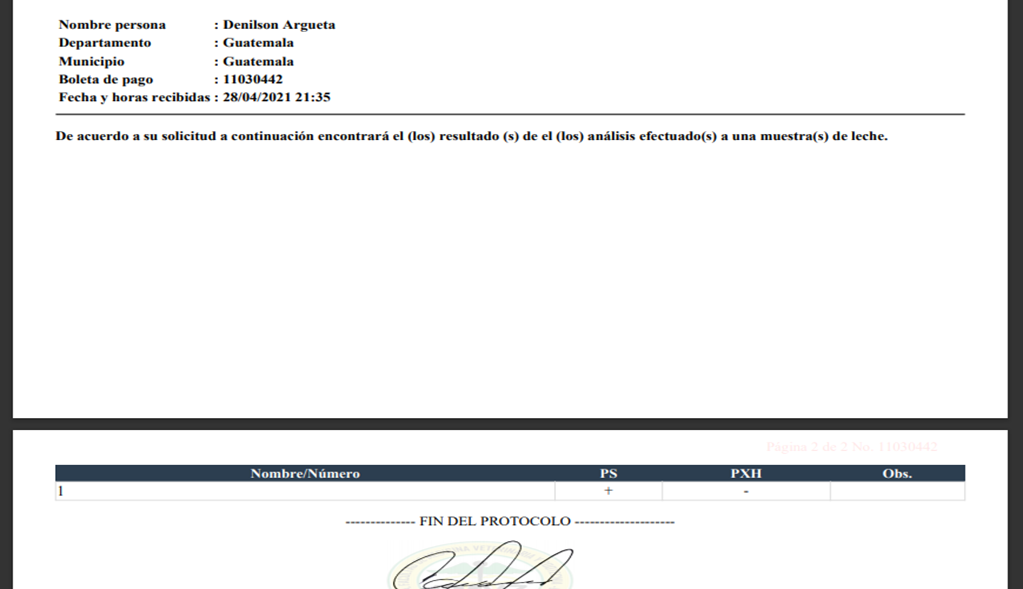 Nombre persona : Denilson Argueta
Departamento : Guatemala
Municipio : Guatemala
Boleta de pago : 11030442
Fecha y horas recibidas : 28/04/2021 21:35
De acuerdo a su solicitud a continuación encontrará el (los) resultado (s) de el (los) análisis efectuado(s) a una muestra(s) de leche.
Página 2 de 2 No. 11030442
Nombre/Número PS PXH Obs.
1 + -
-------------- FIN DEL PROTOCOLO --------------------